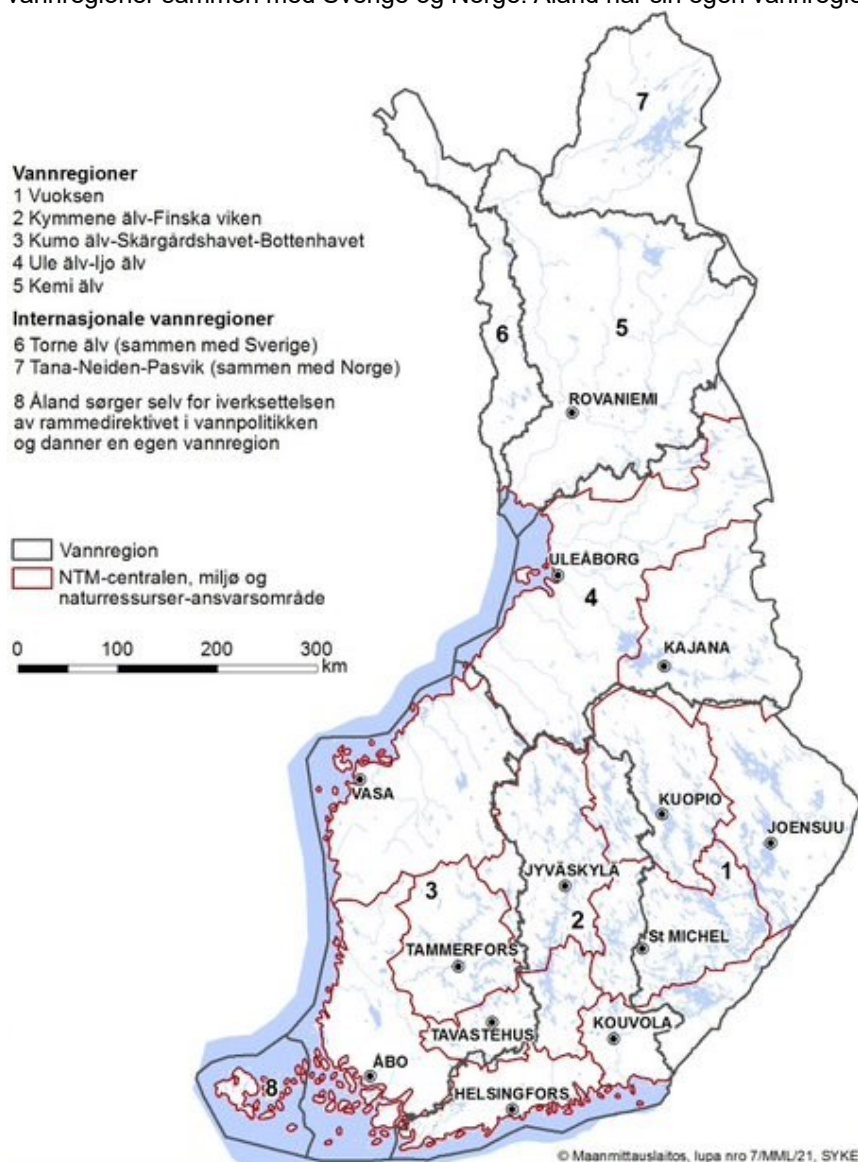 vannregioner sammen med Sverige og Norge. Åland har sin egen vannregio
Vannregioner
1 Vuoksen
2 Kymmene älv-Finska viken
3 Kumo älv-Skärgårdshavet-Bottenhavet
4 Ule älv-Ijo älv
5 Kemi älv
Internasjonale vannregioner
6 Torne älv (sammen med Sverige)
7 Tana-Neiden-Pasvik (sammen med Norge)
8 Åland sørger selv for iverksettelsen
av rammedirektivet i vannpolitikken
og danner en egen vannregion
Vannregion
NTM-centralen, miljø og
naturressurser-ansvarsområde
0 100 200 300
km
7
6
5
ROVANIEMI
ULEÅBORG
4
KAJANA
VASA
KUOPIO
JOENSUU
JYVÄSKYLÄ
1
3
2
TAMMERFORS
St MICHEL
TAVASTEHUS
KOUVOLA
ÅBO
8
HELSINGFORS
© Maanmittauslaitos, lupa nro 7/MML/21, SYKE